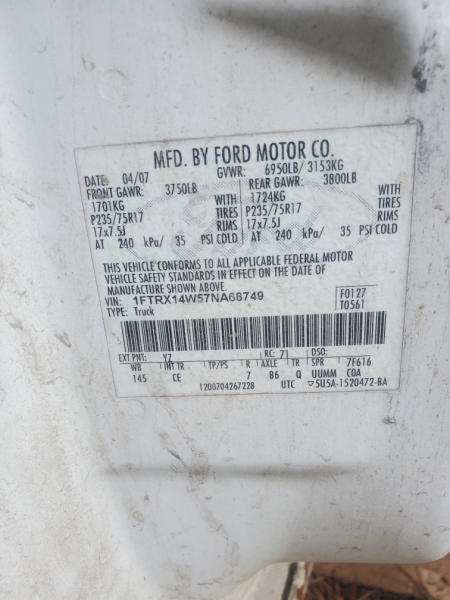 MFD. BY FORD MOTOR CO.
DATE: 04/07 GVWR: 6950LB/ 3153KG
FRONT GAWR: 3750LB REAR GAWR: 3800LB
1701KG WITH 1724KG WITH
P235/75R17 TIRES P235/75R17 TIRES
17x7.5J RIMS 17x7.5J RIMS
AT 240 kPa/ 35 PSI COLD AT 240 kPa/ 35 PSI COLD
THIS VEHICLE CONFORMS TO ALL APPLICABLE FEDERAL MOTOR
VEHICLE SAFETY STANDARDS IN EFFECT ON THE DATE OF
MANUFACTURE SHOWN ABOVE.
VIN: 1FTRX14W57NA68749 F0127
TYPE: Truck T0561
EXT PNT: YZ RC: 71 DSO:
WB INT TR TP/PS R AXLE TR SPR 7F616
145 CE 7 B6 Q UUMM COA
1200704267228 UTC ▽5U5A-1520472-BA